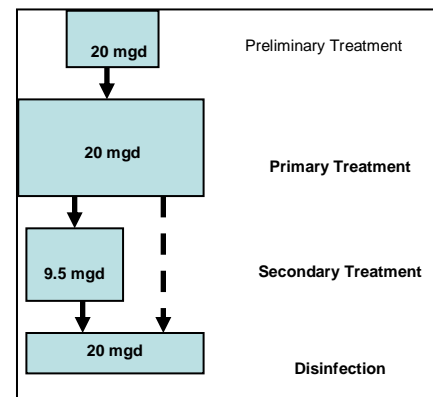 20 mgd
Preliminary Treatment
20 mgd
Primary Treatment
9.5 mgd
Secondary Treatment
20 mgd
Disinfection